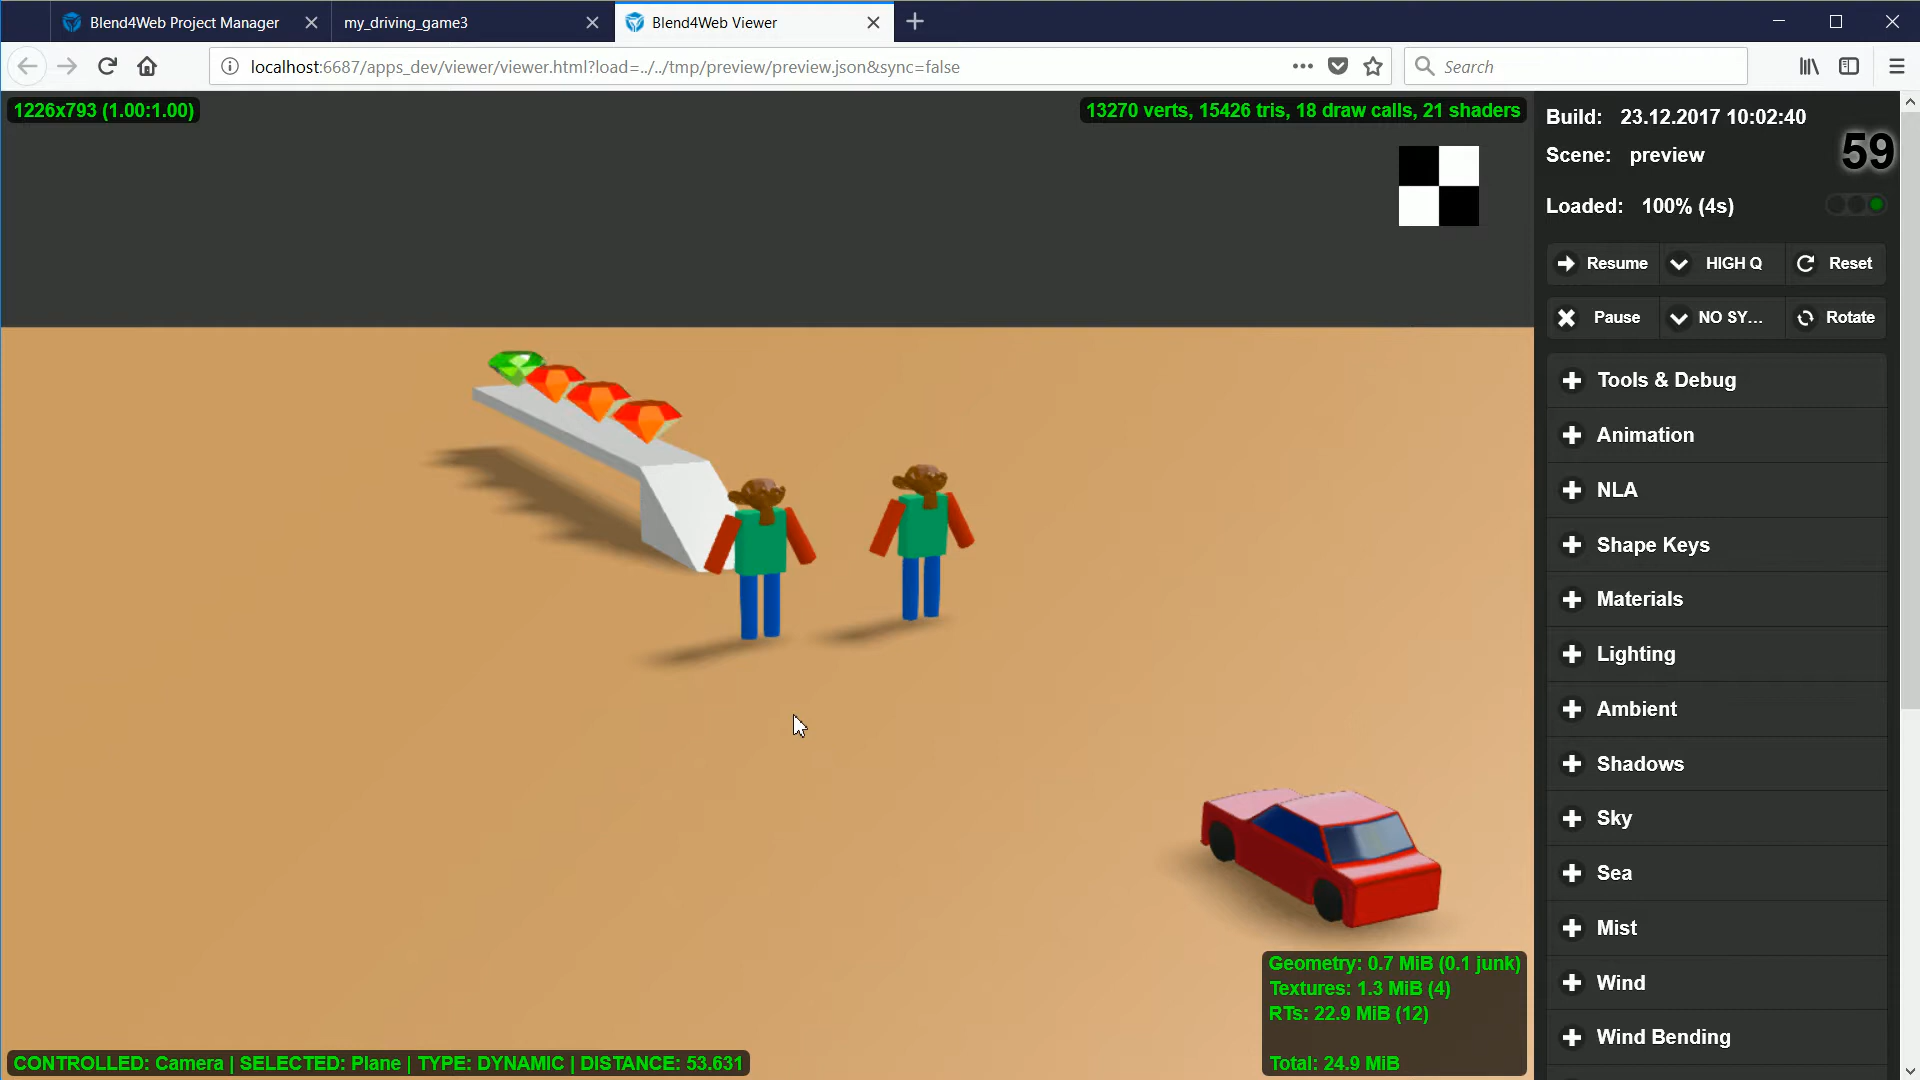 Blend4Web Project Manager
my_driving_game3
Blend4Web Viewer
localhost:6687/apps_dev/viewer/viewer.html?load=../../tmp/preview/preview.json&sync=false
Search
1226x793 (1.00:1.00)
13270 verts, 15426 tris, 18 draw calls, 21 shaders
Build: 23.12.2017 10:02:40
59
Scene: preview
Loaded: 100% (4s)
Resume
HIGH Q
Reset
Pause
NO SY...
Rotate
Tools & Debug
Animation
NLA
Shape Keys
Materials
Lighting
Ambient
Shadows
Sky
Sea
Mist
Wind
Wind Bending
Geometry: 0.7 MiB (0.1 junk)
Textures: 1.3 MiB (4)
RTs: 22.9 MiB (12)
Total: 24.9 MiB
CONTROLLED: Camera | SELECTED: Plane | TYPE: DYNAMIC | DISTANCE: 53.631